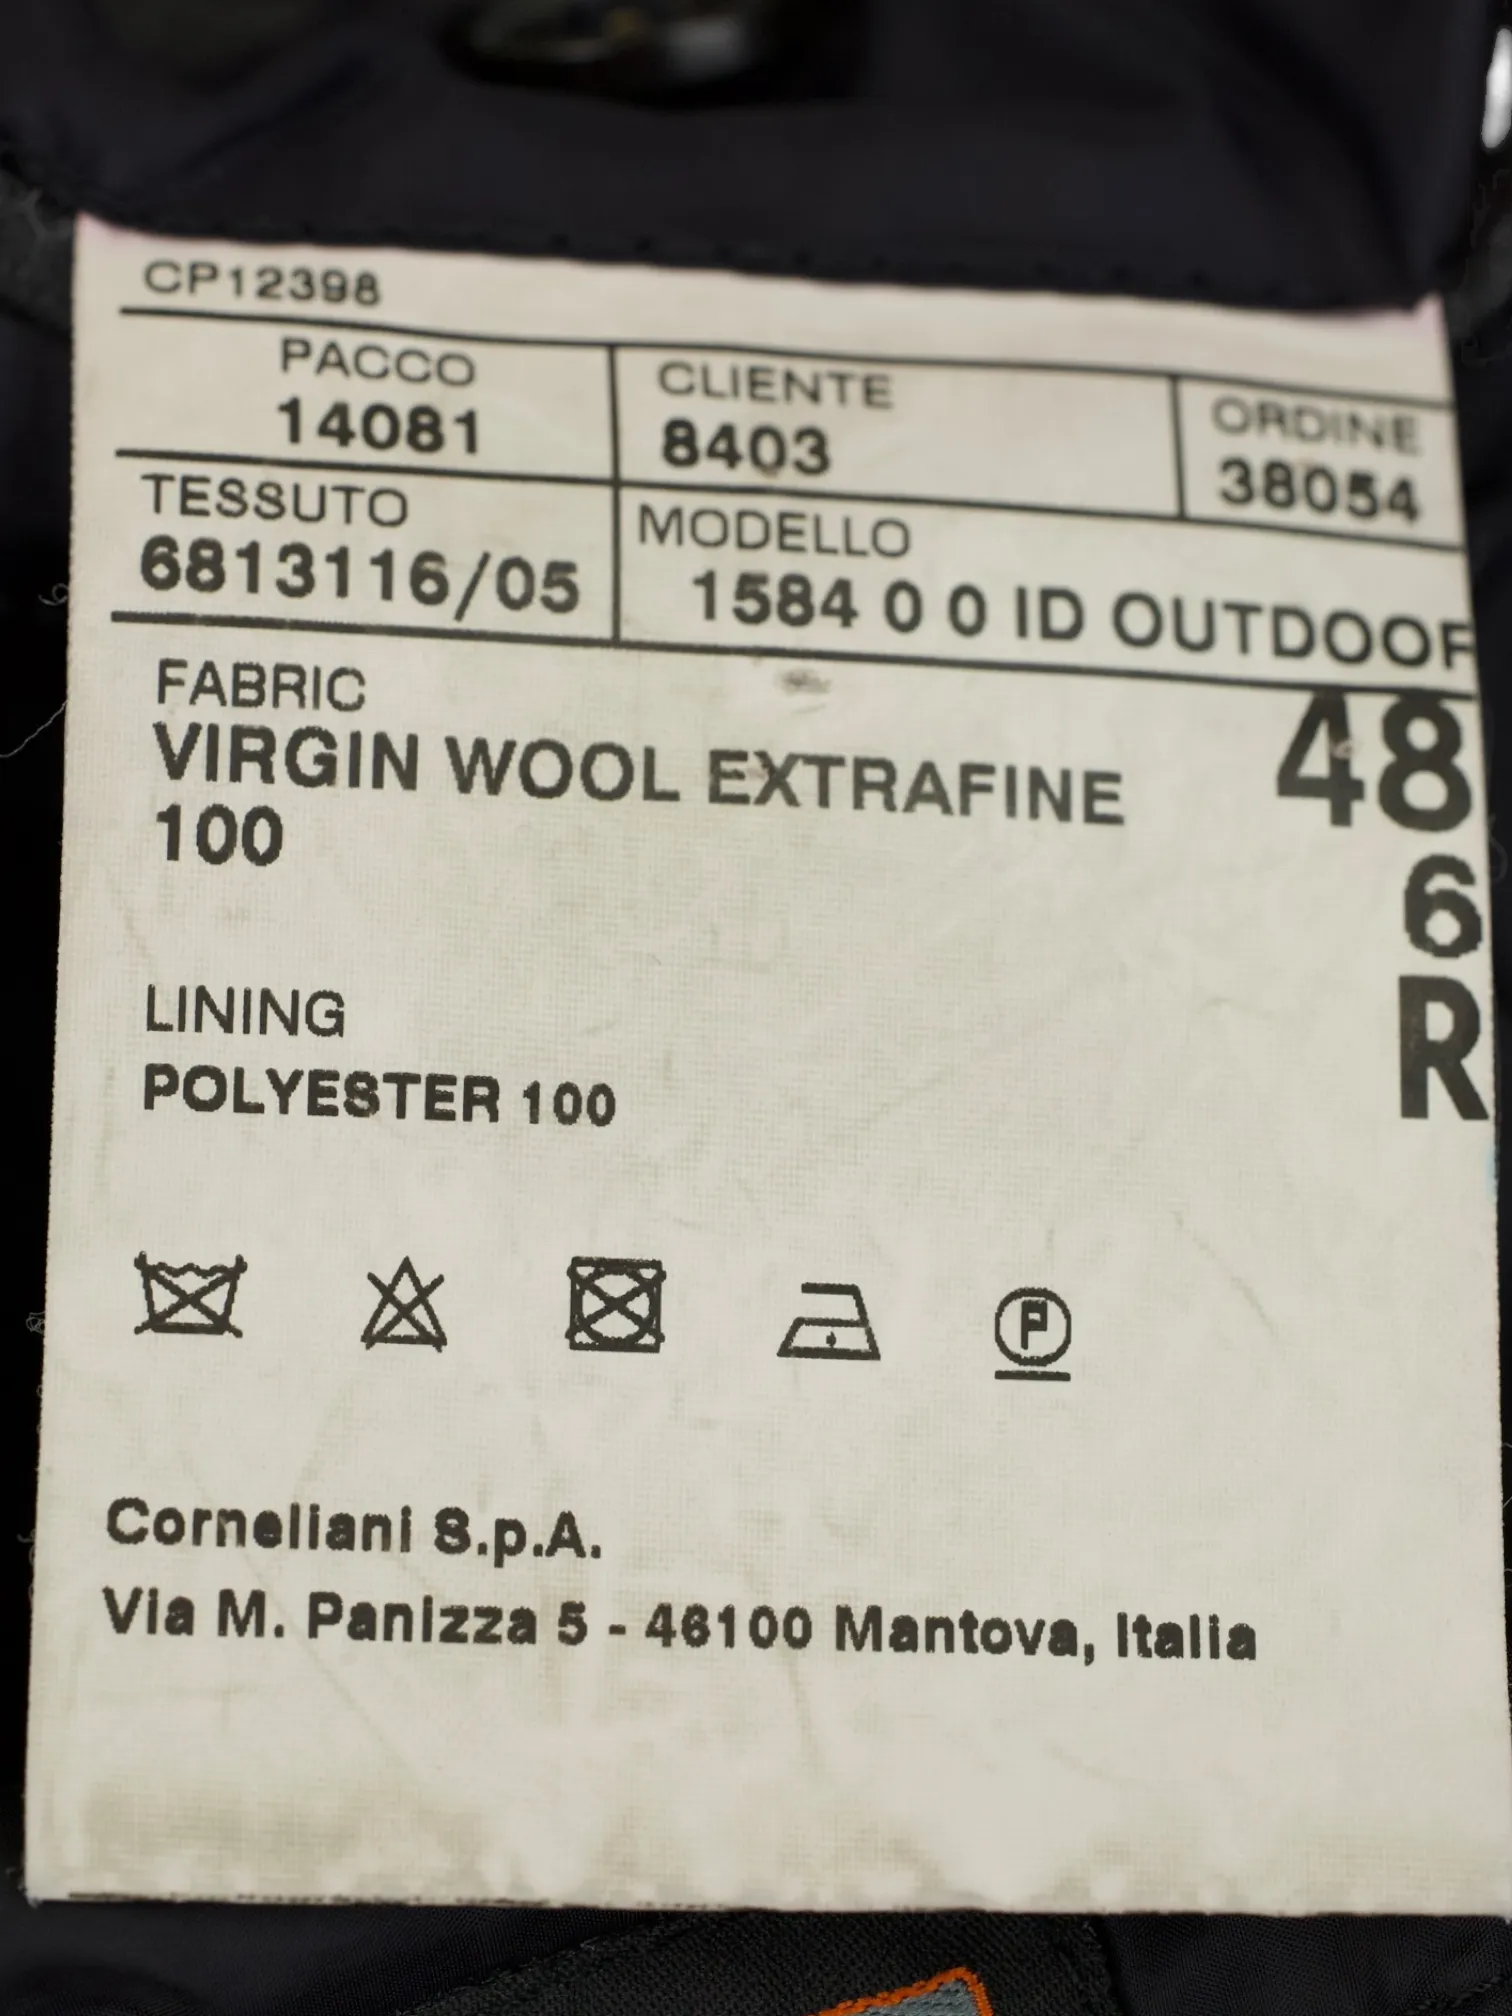 CP12398
PACCO CLIENTE ORDINE
14081 8403 38054
TESSUTO MODELLO
6813116/05 1584 0 0 ID OUTDOOR
FABRIC
VIRGIN WOOL EXTRAFINE 48
100
6
R
LINING
POLYESTER 100
P
Corneliani S.p.A.
Via M. Panizza 5 - 46100 Mantova, Italia